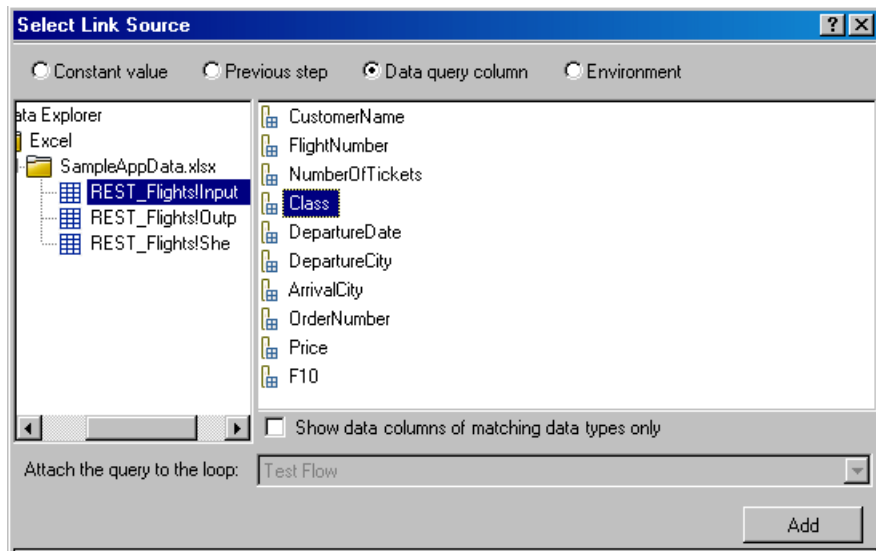 Select Link Source
Constant value Previous step Data query column Environment
ata Explorer
Excel
SampleAppData.xlsx
REST_Flights!Input
REST_Flights!Outp
REST_Flights!She
CustomerName
FlightNumber
NumberOfTickets
Class
DepartureDate
DepartureCity
ArrivalCity
OrderNumber
Price
F10
Show data columns of matching data types only
Attach the query to the loop: Test Flow
Add